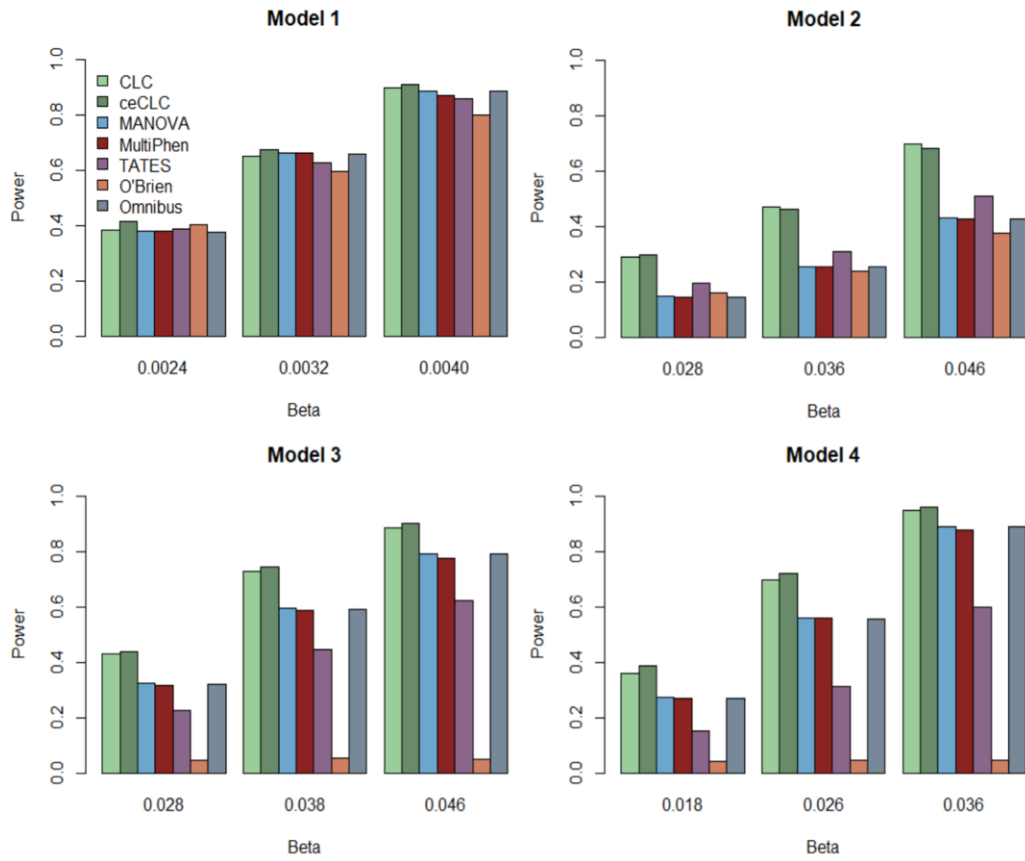 Model 1
Power
0.0 0.2 0.4 0.6 0.8 1.0
CLC
ceCLC
MANOVA
MultiPhen
TATES
O'Brien
Omnibus
0.0024 0.0032 0.0040
Beta
Model 2
Power
0.0 0.2 0.4 0.6 0.8 1.0
0.028 0.036 0.046
Beta
Model 3
Power
0.0 0.2 0.4 0.6 0.8 1.0
0.028 0.038 0.046
Beta
Model 4
Power
0.0 0.2 0.4 0.6 0.8 1.0
0.018 0.026 0.036
Beta